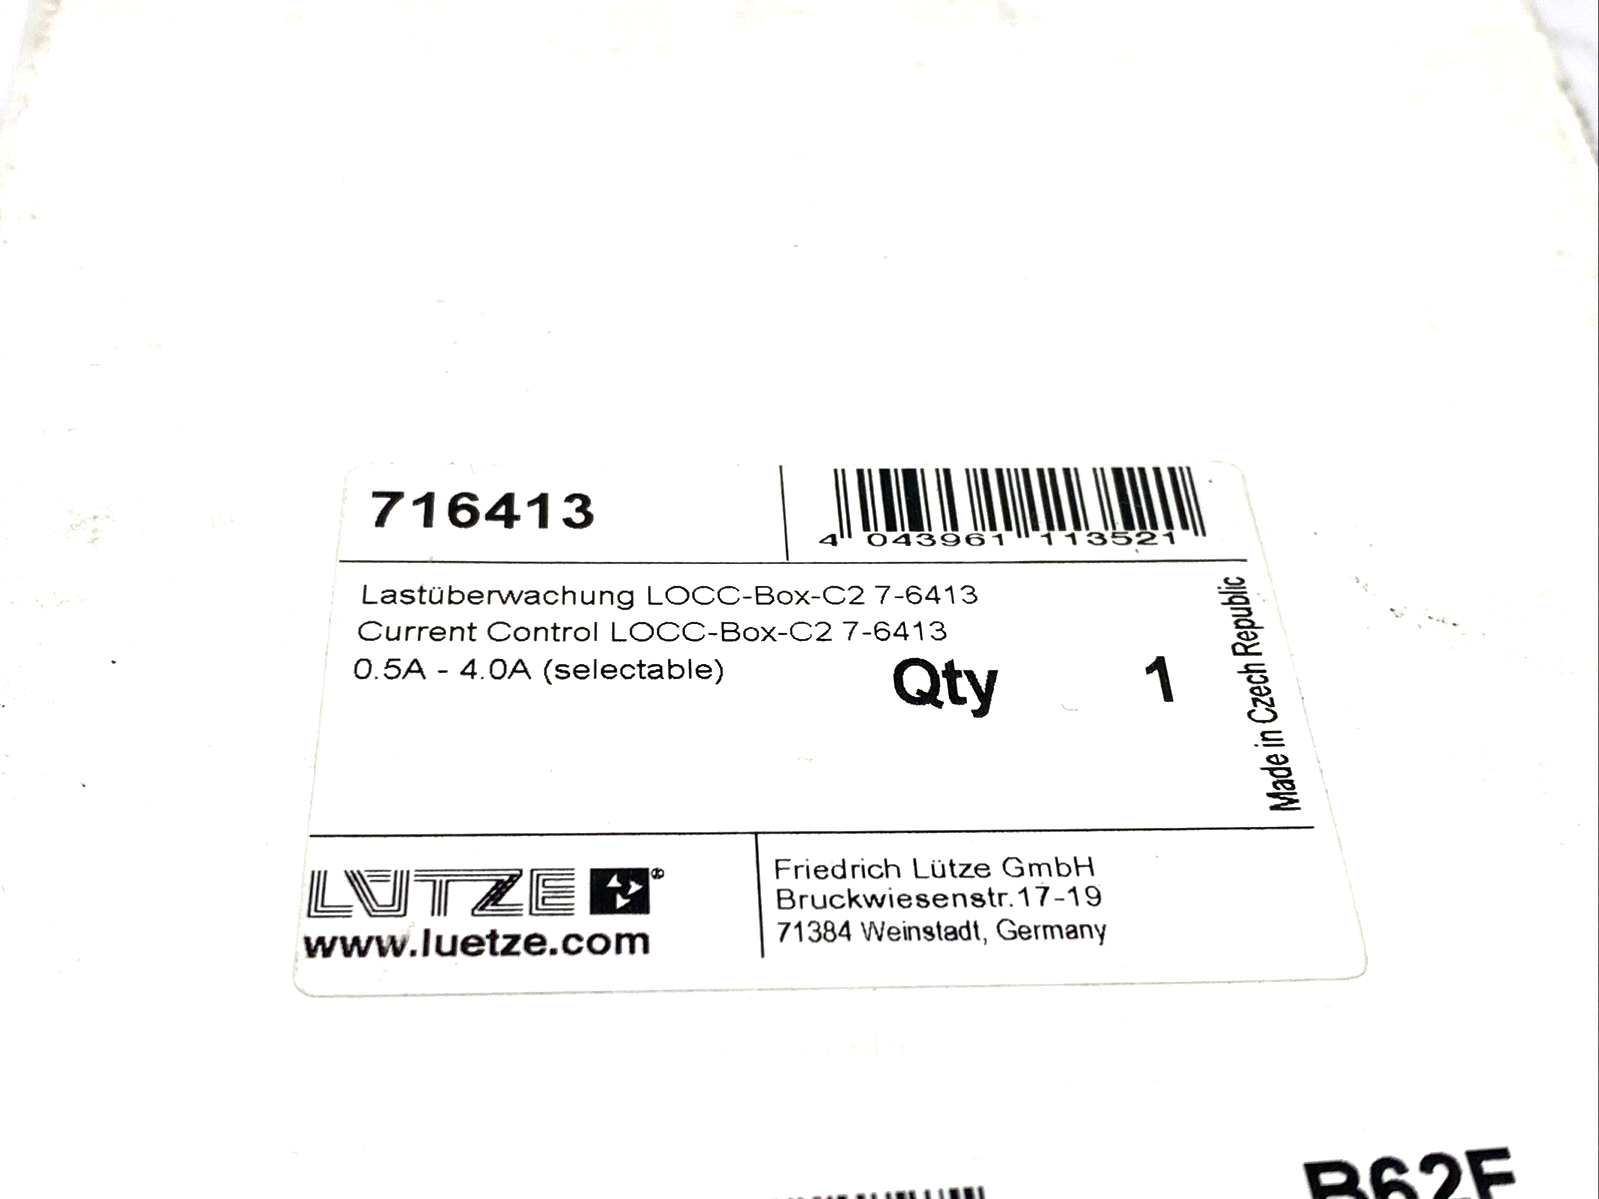 716413
4 043961 113521
Lastüberwachung LOCC-Box-C2 7-6413
Current Control LOCC-Box-C2 7-6413
0.5A - 4.0A (selectable)
Qty 1
Made in Czech Republic
LÜTZE ®
www.luetze.com
Friedrich Lütze GmbH
Bruckwiesenstr.17-19
71384 Weinstadt, Germany